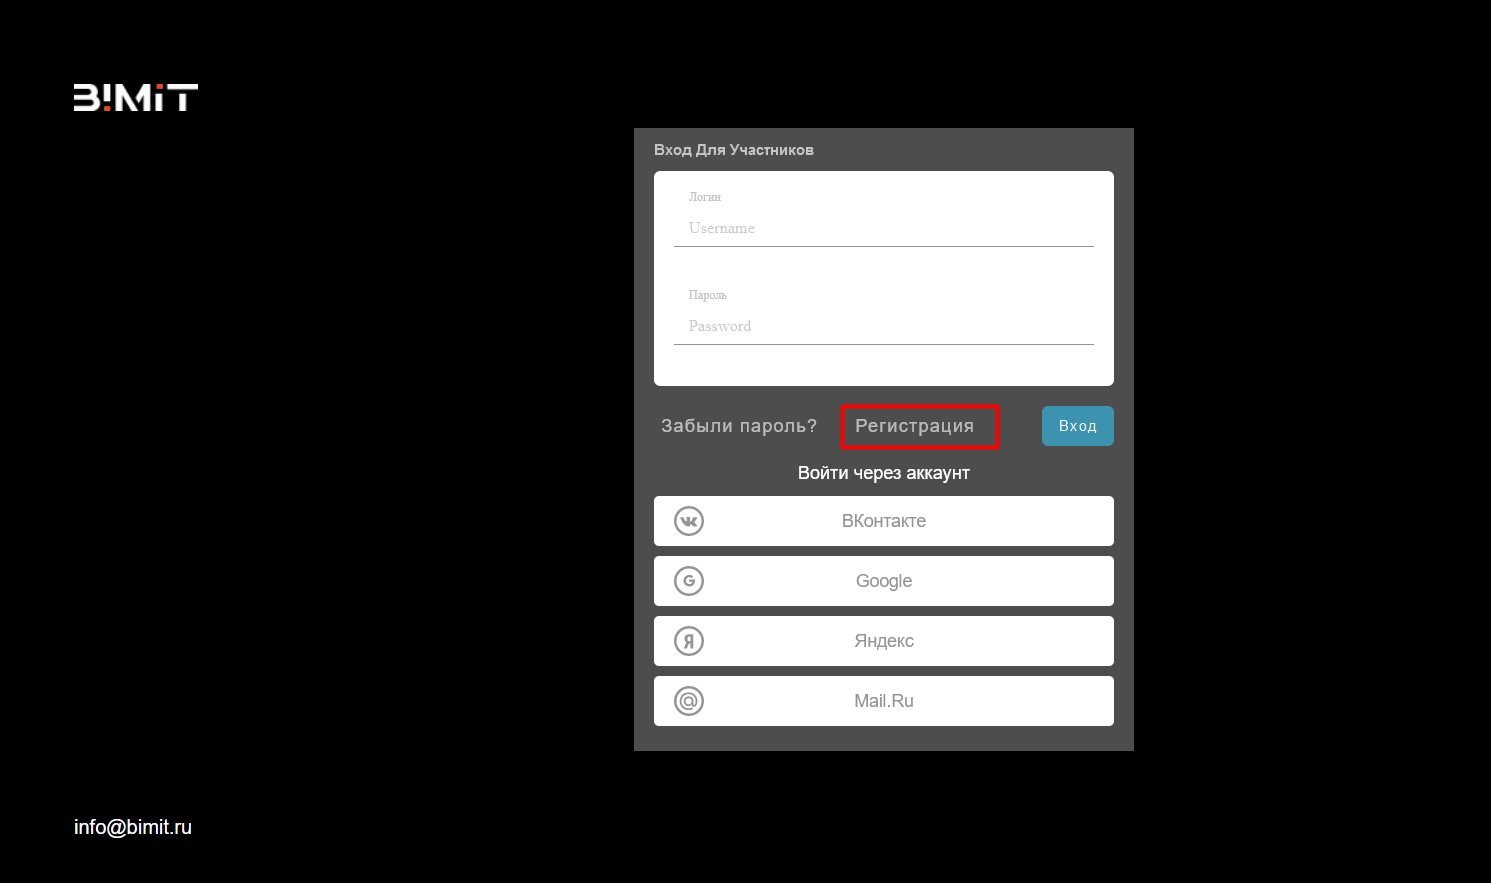 B!MiT
Вход Для Участников
Логин
Username
Пароль
Password
Забыли пароль? Регистрация Вход
Войти через аккаунт
ВКонтакте
G Google
Я Яндекс
@ Mail.Ru
info@bimit.ru